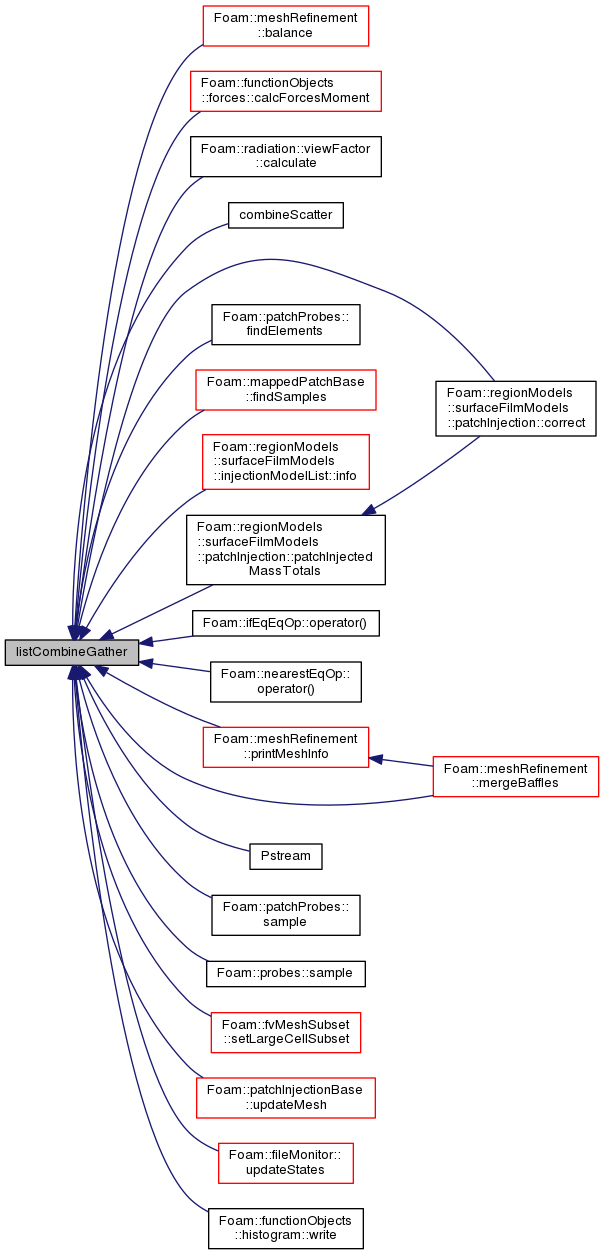 Foam::meshRefinement
::balance
Foam::functionObjects
::forces::calcForcesMoment
Foam::radiation::viewFactor
::calculate
combineScatter
Foam::patchProbes::
findElements
Foam::mappedPatchBase
::findSamples
Foam::regionModels
::surfaceFilmModels
::patchInjection::correct
Foam::regionModels
::surfaceFilmModels
::injectionModelList::info
Foam::regionModels
::surfaceFilmModels
::patchInjection::patchInjected
MassTotals
Foam::ifEqEqOp::operator()
listCombineGather
Foam::nearestEqOp::
operator()
Foam::meshRefinement
::printMeshInfo
Foam::meshRefinement
::mergeBaffles
Pstream
Foam::patchProbes::
sample
Foam::probes::sample
Foam::fvMeshSubset
::setLargeCellSubset
Foam::patchInjectionBase
::updateMesh
Foam::fileMonitor::
updateStates
Foam::functionObjects
::histogram::write